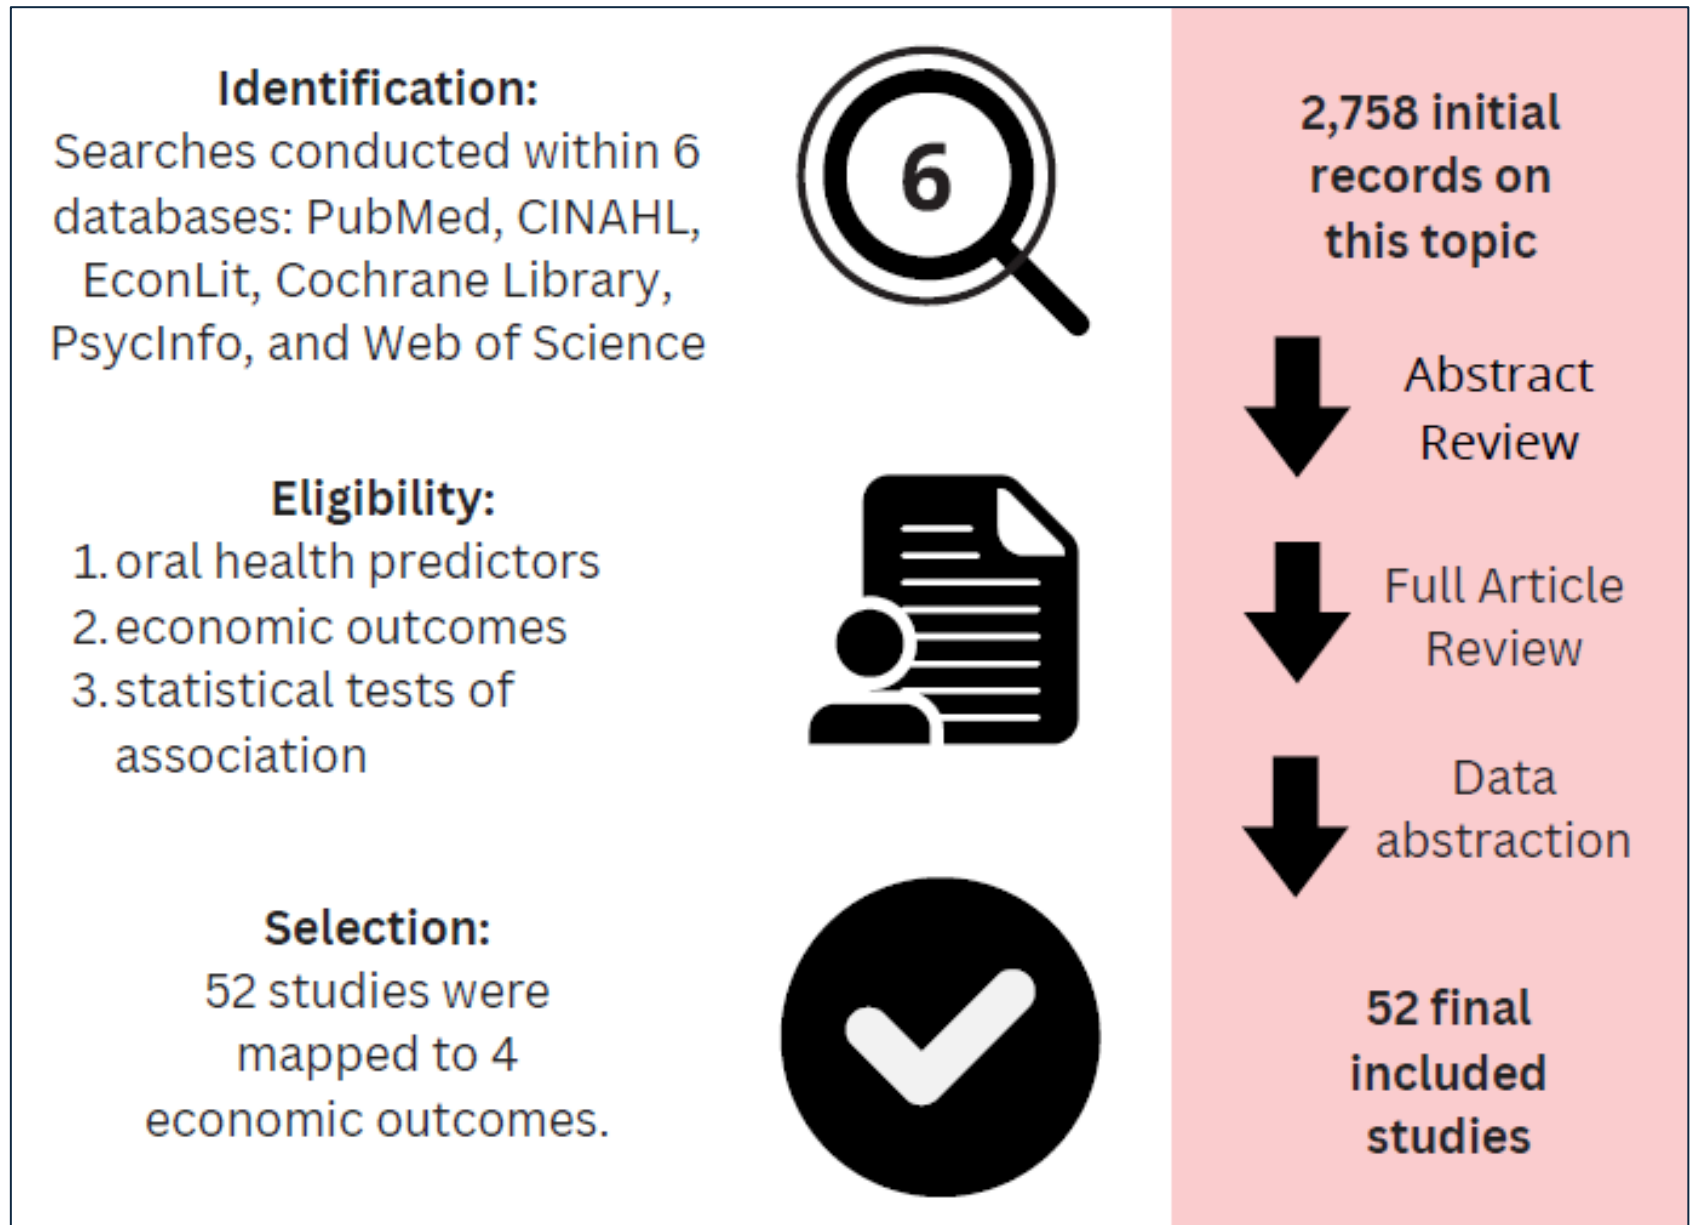 Identification:
Searches conducted within 6
databases: PubMed, CINAHL,
EconLit, Cochrane Library,
PsycInfo, and Web of Science
6
Eligibility:
1. oral health predictors
2. economic outcomes
3. statistical tests of
association
Selection:
52 studies were
mapped to 4
economic outcomes.
2,758 initial
records on
this topic
Abstract
Review
Full Article
Review
Data
abstraction
52 final
included
studies